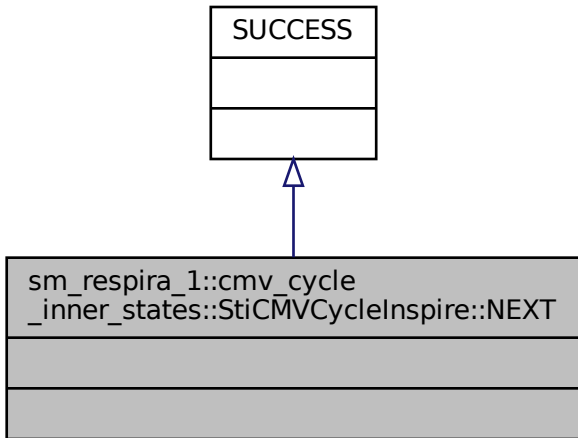 SUCCESS
sm_respira_1::cmv_cycle
_inner_states::StiCMVCycleInspire::NEXT